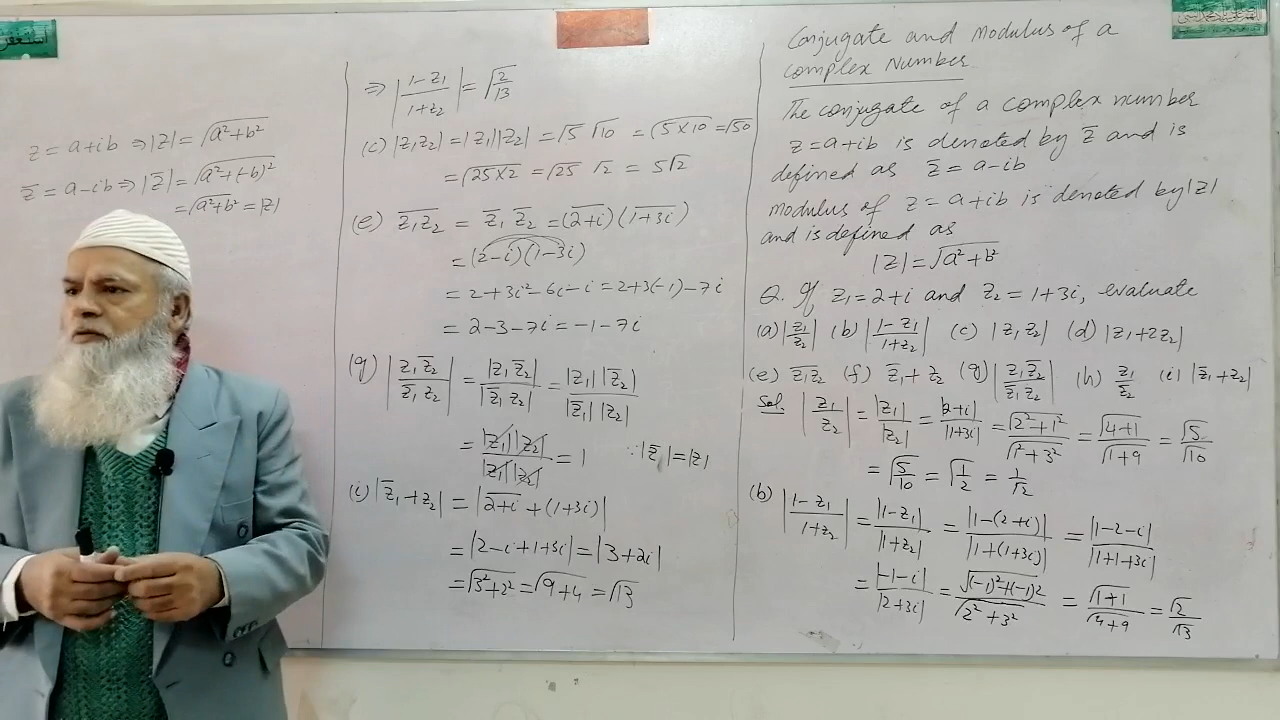 Conjugate and modulus of a
complex Number
The conjugate of a complex number
z = a+ib is denoted by z̅ and is
defined as z̅ = a-ib
modulus of z = a+ib is denoted by |z|
and is defined as
|z| = √(a²+b²)
Q. If z₁=2+i and z₂=1+3i, evaluate
(a) |z₁/z₂| (b) |(1-z₁)/(1+z₂)| (c) |z₁z₂| (d) |z₁+2z₂|
(e) \overline{z₁z₂} (f) z̅₁+z₂ (g) |z₁z̅₂/z̅₁z₂| (h) z₁/z̅₂ (i) |z̅₁+z₂|
Sol. |z₁/z₂| = |z₁|/|z₂| = |2+i|/|1+3i| = √(2²+1²)/√(1²+3²) = √(4+1)/√(1+9) = √5/√10
= √(5/10) = √(1/2) = 1/√2
(b) |(1-z₁)/(1+z₂)| = |1-z₁|/|1+z₂| = |1-(2+i)|/|1+(1+3i)| = |1-2-i|/|1+1+3i|
= |-1-i|/|2+3i| = √((-1)²+(-1)²)/√(2²+3²) = √(1+1)/√(4+9) = √2/√13
⇒ |(1-z₁)/(1+z₂)| = √(2/13)
(c) |z₁z₂| = |z₁||z₂| = √5 √10 = √(5×10) = √50
= √(25×2) = √25 √2 = 5√2
(e) \overline{z₁z₂} = z̅₁ z̅₂ = (\overline{2+i})(\overline{1+3i})
= (2-i)(1-3i)
= 2+3i²-6i-i = 2+3(-1)-7i
= 2-3-7i = -1-7i
(g) |z₁z̅₂/z̅₁z₂| = |z₁z̅₂|/|z̅₁z₂| = |z₁||z̅₂|/|z̅₁||z₂|
= |z₁||z₂|/|z₁||z₂| = 1 ∵ |z̅| = |z|
(i) |z̅₁+z₂| = |\overline{2+i}+(1+3i)|
= |2-i+1+3i| = |3+2i|
= √(3²+2²) = √(9+4) = √13
z = a+ib ⇒ |z| = √(a²+b²)
z̅ = a-ib ⇒ |z̅| = √(a²+(-b)²)
= √(a²+b²) = |z|